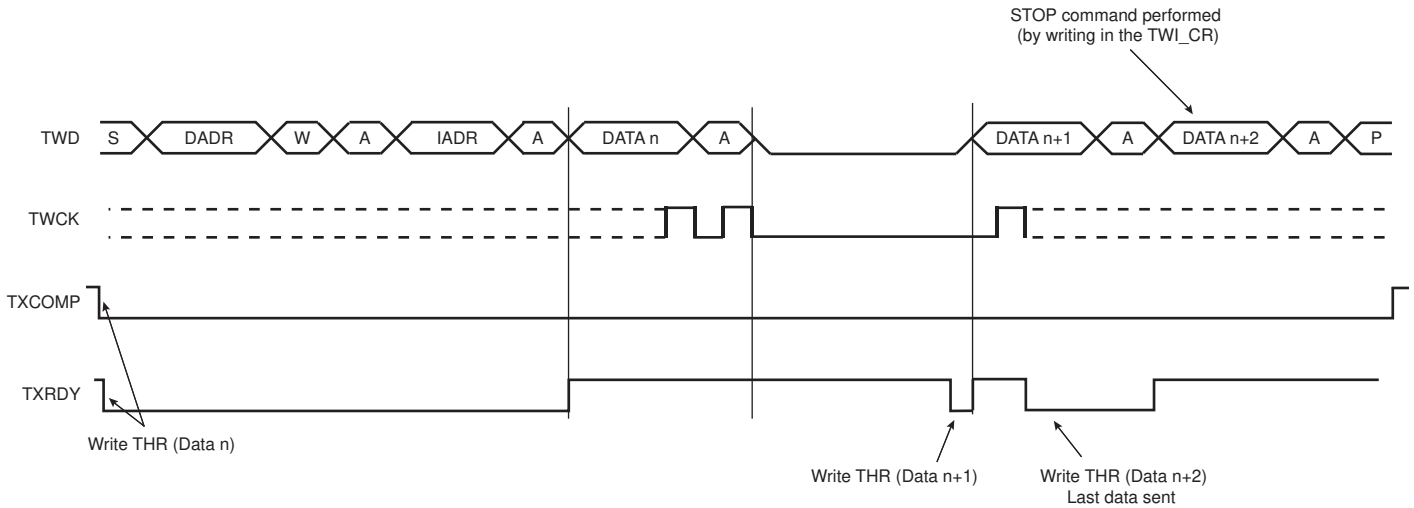 STOP command performed
(by writing in the TWI_CR)
TWD S DADR W A IADR A DATA n A DATA n+1 A DATA n+2 A P
TWCK
TXCOMP
TXRDY
Write THR (Data n)
Write THR (Data n+1)
Write THR (Data n+2)
Last data sent